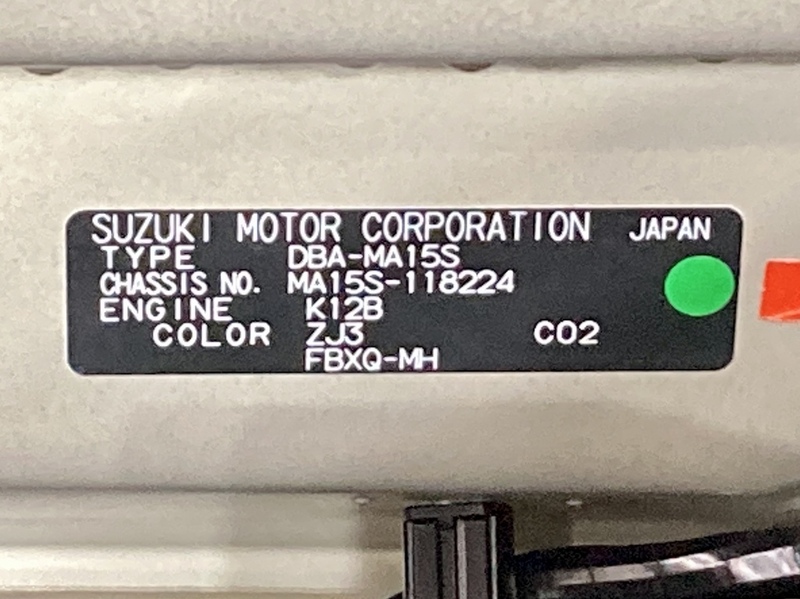 SUZUKI MOTOR CORPORATION JAPAN
TYPE DBA-MA15S
CHASSIS NO. MA15S-118224
ENGINE K12B
COLOR ZJ3 C02
FBXQ-MH